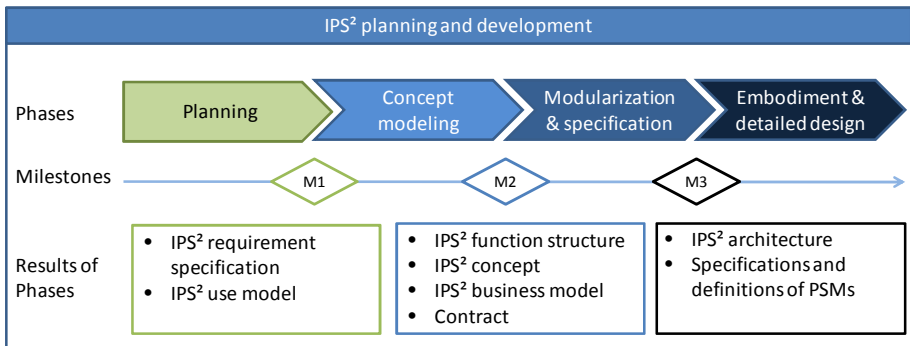 IPS² planning and development
Phases
Planning
Concept
modeling
Modularization
& specification
Embodiment &
detailed design
Milestones
M1
M2
M3
Results of
Phases
• IPS² requirement
specification
• IPS² use model
• IPS² function structure
• IPS² concept
• IPS² business model
• Contract
• IPS² architecture
• Specifications and
definitions of PSMs